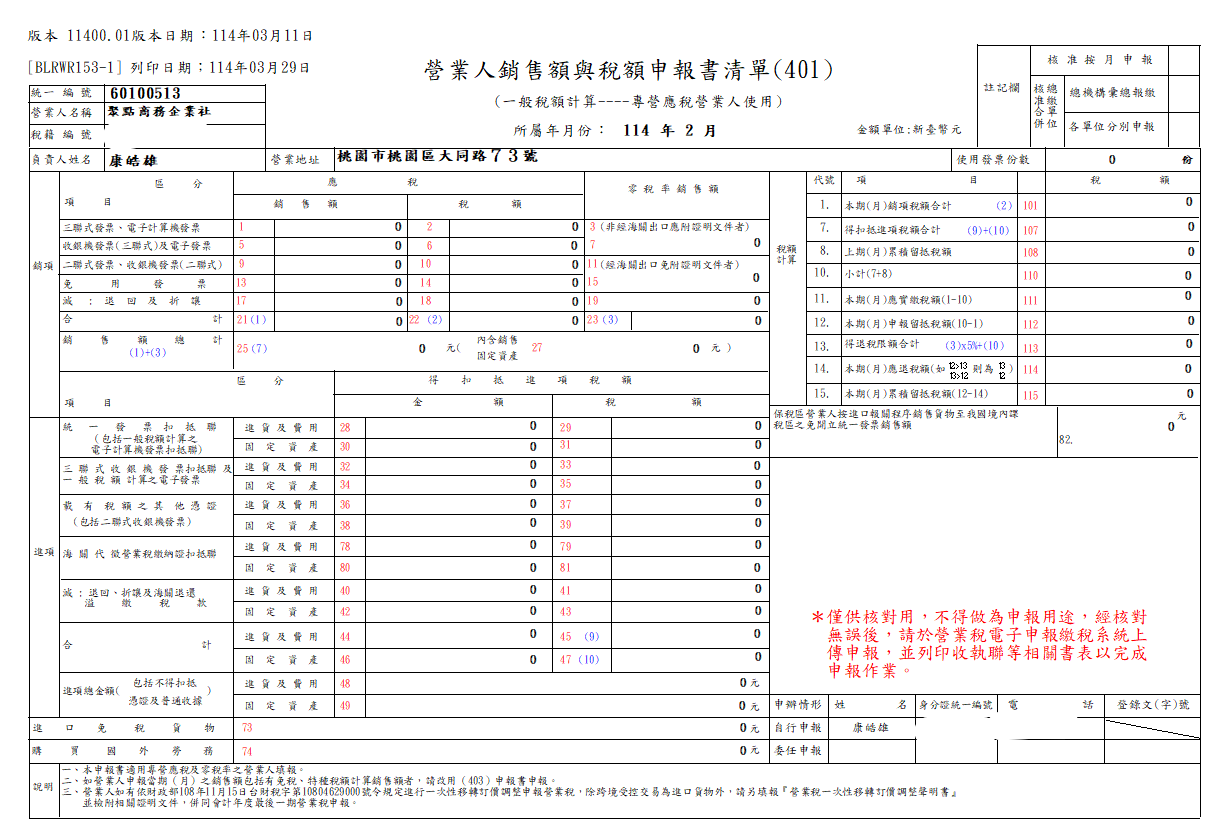 版本 11400.01版本日期：114年03月11日
[BLRWR153-1] 列印日期；114年03月29日
營業人銷售額與稅額申報書清單(401)
(一般稅額計算----專營應稅營業人使用)
所屬年月份： 114 年 2 月
金額單位;新臺幣元
註記欄 核准按月申報
核准合併 總繳單位 總機構彙總報繳
各單位分別申報
統一編號 60100513
營業人名稱 聚點商務企業社
稅籍編號
負責人姓名 康皓雄 營業地址 桃園市桃園區大同路７３號 使用發票份數 0 份
區 分 應 稅 零稅率銷售額
項 目 銷 售 額 稅 額
銷項
三聯式發票、電子計算機發票 1 0 2 0 3 (非經海關出口應附證明文件者)
收銀機發票(三聯式)及電子發票 5 0 6 0 7 0
二聯式發票、收銀機發票(二聯式) 9 0 10 0 11 (經海關出口免附證明文件者)
免 用 發 票 13 0 14 0 15 0
減：退回及折讓 17 0 18 0 19 0
合 計 21(1) 0 22 (2) 0 23 (3) 0
銷售額總計 (1)+(3) 25(7) 0 元( 內含銷售固定資產 27 0 元 )
稅額計算
代號 項 目 稅 額
1. 本期(月)銷項稅額合計 (2) 101 0
7. 得扣抵進項稅額合計 (9)+(10) 107 0
8. 上期(月)累積留抵稅額 108 0
10. 小計(7+8) 110 0
11. 本期(月)應實繳稅額(1-10) 111 0
12. 本期(月)申報留抵稅額(10-1) 112 0
13. 得退稅限額合計 (3)x5%+(10) 113 0
14. 本期(月)應退稅額(如 12>13 13>12 則為 13 12 ) 114 0
15. 本期(月)累積留抵稅額(12-14) 115 0
保稅區營業人按進口報關程序銷售貨物至我國境內課
稅區之免開立統一發票銷售額
82. 0 元
區 分 得扣抵進項稅額
項 目 金 額 稅 額
進項
統一發票扣抵聯
(包括一般稅額計算之
電子計算機發票扣抵聯)
進貨及費用 28 0 29 0
固定資產 30 0 31 0
三聯式收銀機發票扣抵聯及
一般稅額計算之電子發票
進貨及費用 32 0 33 0
固定資產 34 0 35 0
載有稅額之其他憑證
(包括二聯式收銀機發票)
進貨及費用 36 0 37 0
固定資產 38 0 39 0
海關代徵營業稅繳納證扣抵聯
進貨及費用 78 0 79 0
固定資產 80 0 81 0
減：退回、折讓及海關退還
溢繳稅款
進貨及費用 40 0 41 0
固定資產 42 0 43 0
合 計
進貨及費用 44 0 45 (9) 0
固定資產 46 0 47 (10) 0
進項總金額( 包括不得扣抵
憑證及普通收據 )
進貨及費用 48 0 元
固定資產 49 0 元
進口免稅貨物 73 0 元
購買國外勞務 74 0 元
＊僅供核對用，不得做為申報用途，經核對
無誤後，請於營業稅電子申報繳稅系統上
傳申報，並列印收執聯等相關書表以完成
申報作業。
申辦情形 姓 名 身分證統一編號 電 話 登錄文(字)號
自行申報 康皓雄
委任申報
說明
一、本申報書適用專營應稅及零稅率之營業人填報。
二、如營業人申報當期（月）之銷售額包括有免稅、特種稅額計算銷售額者，請改用（403）申報書申報。
三、營業人如有依財政部108年11月15日台財稅字第10804629000號令規定進行一次性移轉訂價調整申報營業稅，除跨境受控交易為進口貨物外，請另填報『營業稅一次性移轉訂價調整聲明書』
並檢附相關證明文件，併同會計年度最後一期營業稅申報。